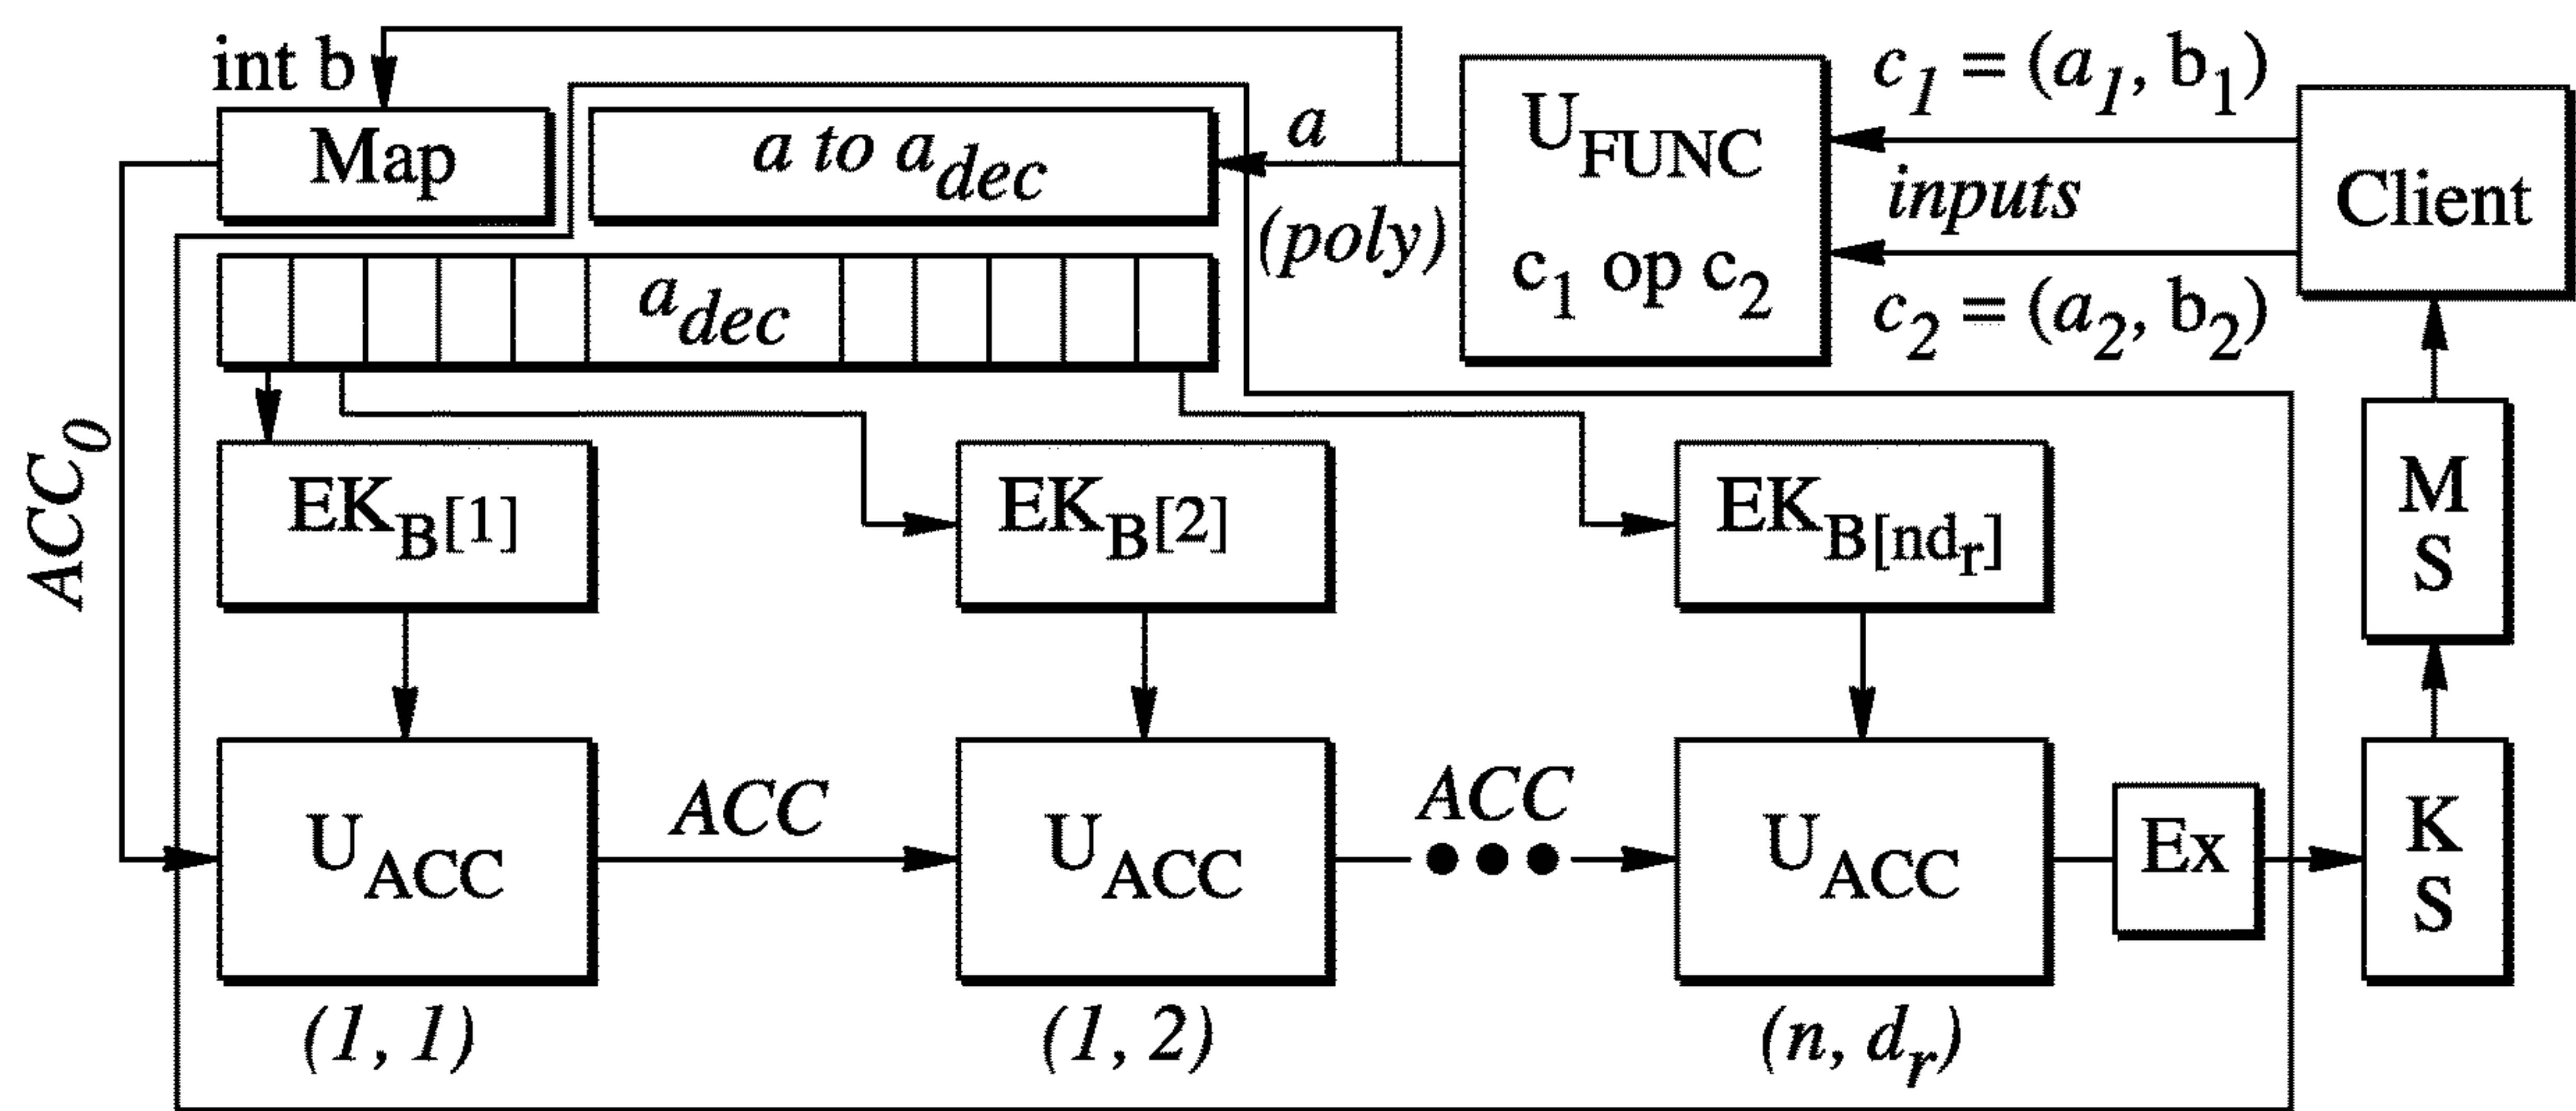 int b
Map
a to a_dec
a
(poly)
U_FUNC
c_1 op c_2
c_1 = (a_1, b_1)
inputs
c_2 = (a_2, b_2)
Client
a_dec
ACC_0
EK_B[1]
EK_B[2]
EK_B[nd_r]
M
S
U_ACC
ACC
U_ACC
ACC
U_ACC
Ex
K
S
(1, 1)
(1, 2)
(n, d_r)